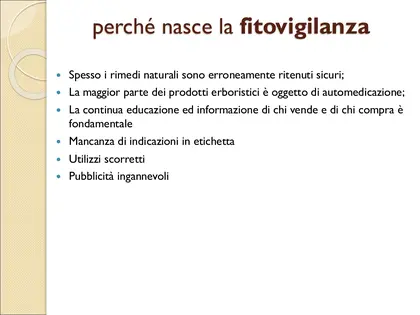 perché nasce la fitovigilanza
Spesso i rimedi naturali sono erroneamente ritenuti sicuri;
La maggior parte dei prodotti erboristici è oggetto di automedicazione;
La continua educazione ed informazione di chi vende e di chi compra è
fondamentale
Mancanza di indicazioni in etichetta
Utilizzi scorretti
Pubblicità ingannevoli